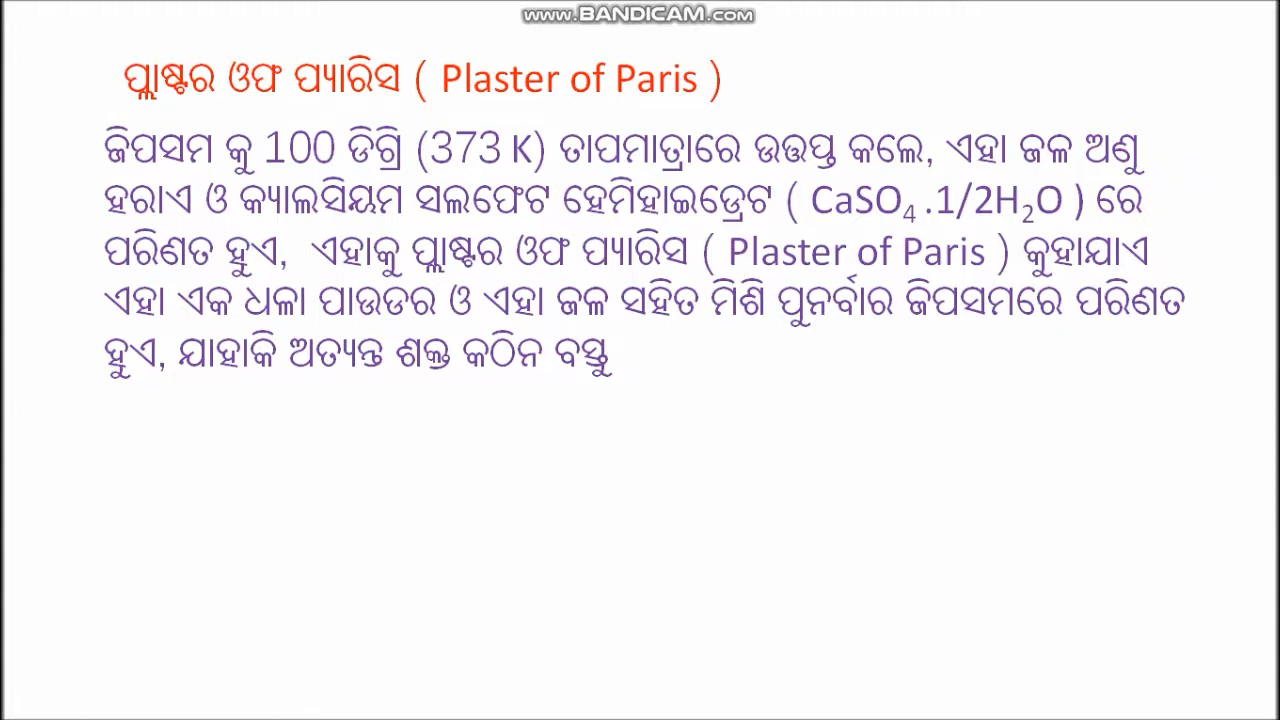 www.BANDICAM.com
ପ୍ଲାଷ୍ଟର ଓଫ ପ୍ୟାରିସ ( Plaster of Paris )
ଜିପସମ କୁ 100 ଡିଗ୍ରି (373 K) ତାପମାତ୍ରାରେ ଉତ୍ତପ୍ତ କଲେ, ଏହା ଜଳ ଅଣୁ
ହରାଏ ଓ କ୍ୟାଲସିୟମ ସଲଫେଟ ହେମିହାଇଡ୍ରେଟ ( CaSO₄ .1/2H₂O ) ରେ
ପରିଣତ ହୁଏ, ଏହାକୁ ପ୍ଲାଷ୍ଟର ଓଫ ପ୍ୟାରିସ ( Plaster of Paris ) କୁହାଯାଏ
ଏହା ଏକ ଧଳା ପାଉଡର ଓ ଏହା ଜଳ ସହିତ ମିଶି ପୁନର୍ବାର ଜିପସମରେ ପରିଣତ
ହୁଏ, ଯାହାକି ଅତ୍ୟନ୍ତ ଶକ୍ତ କଠିନ ବସ୍ତୁ